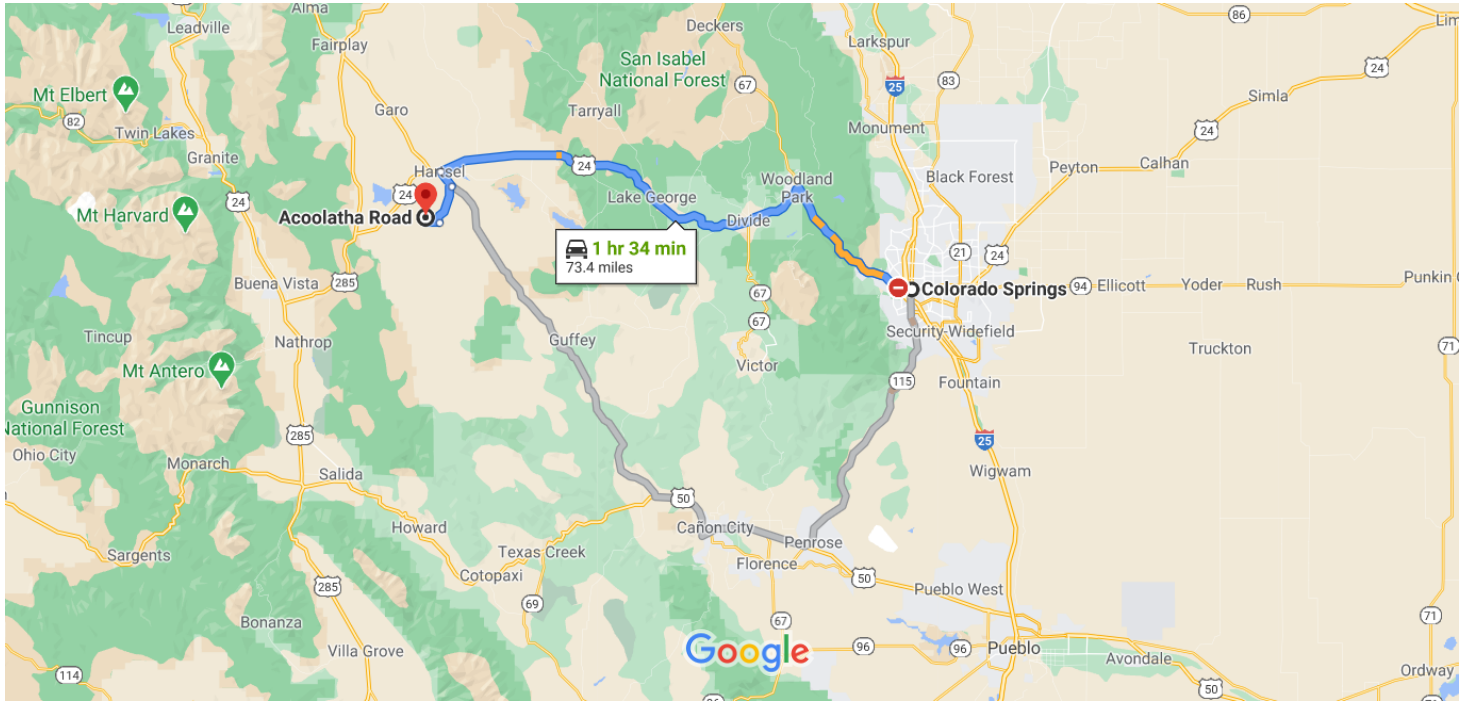 Alma
Leadville
Deckers
86
Lim
Fairplay
Larkspur
San Isabel
National Forest
24
67
25
83
Mt Elbert
Garo
Tarryall
Simla
82
Twin Lakes
Monument
24
Granite
24
Peyton
Calhan
Hartsel
24
Woodland
Park
Black Forest
24
24
Lake George
Mt Harvard
Acoolatha Road
Divide
1 hr 34 min
73.4 miles
21
24
Buena Vista
285
Colorado Springs
94
Ellicott
Yoder
Rush
Punkin C
67
67
Security-Widefield
Tincup
Nathrop
Guffey
Truckton
71
Mt Antero
Victor
115
Fountain
Gunnison
National Forest
285
25
Ohio City
Monarch
Salida
Wigwam
50
Howard
Cañon City
Sargents
Texas Creek
Penrose
Florence
Cotopaxi
50
285
Pueblo West
69
71
Bonanza
67
Villa Grove
Google
96
96
Pueblo
Avondale
Ordway
114
50